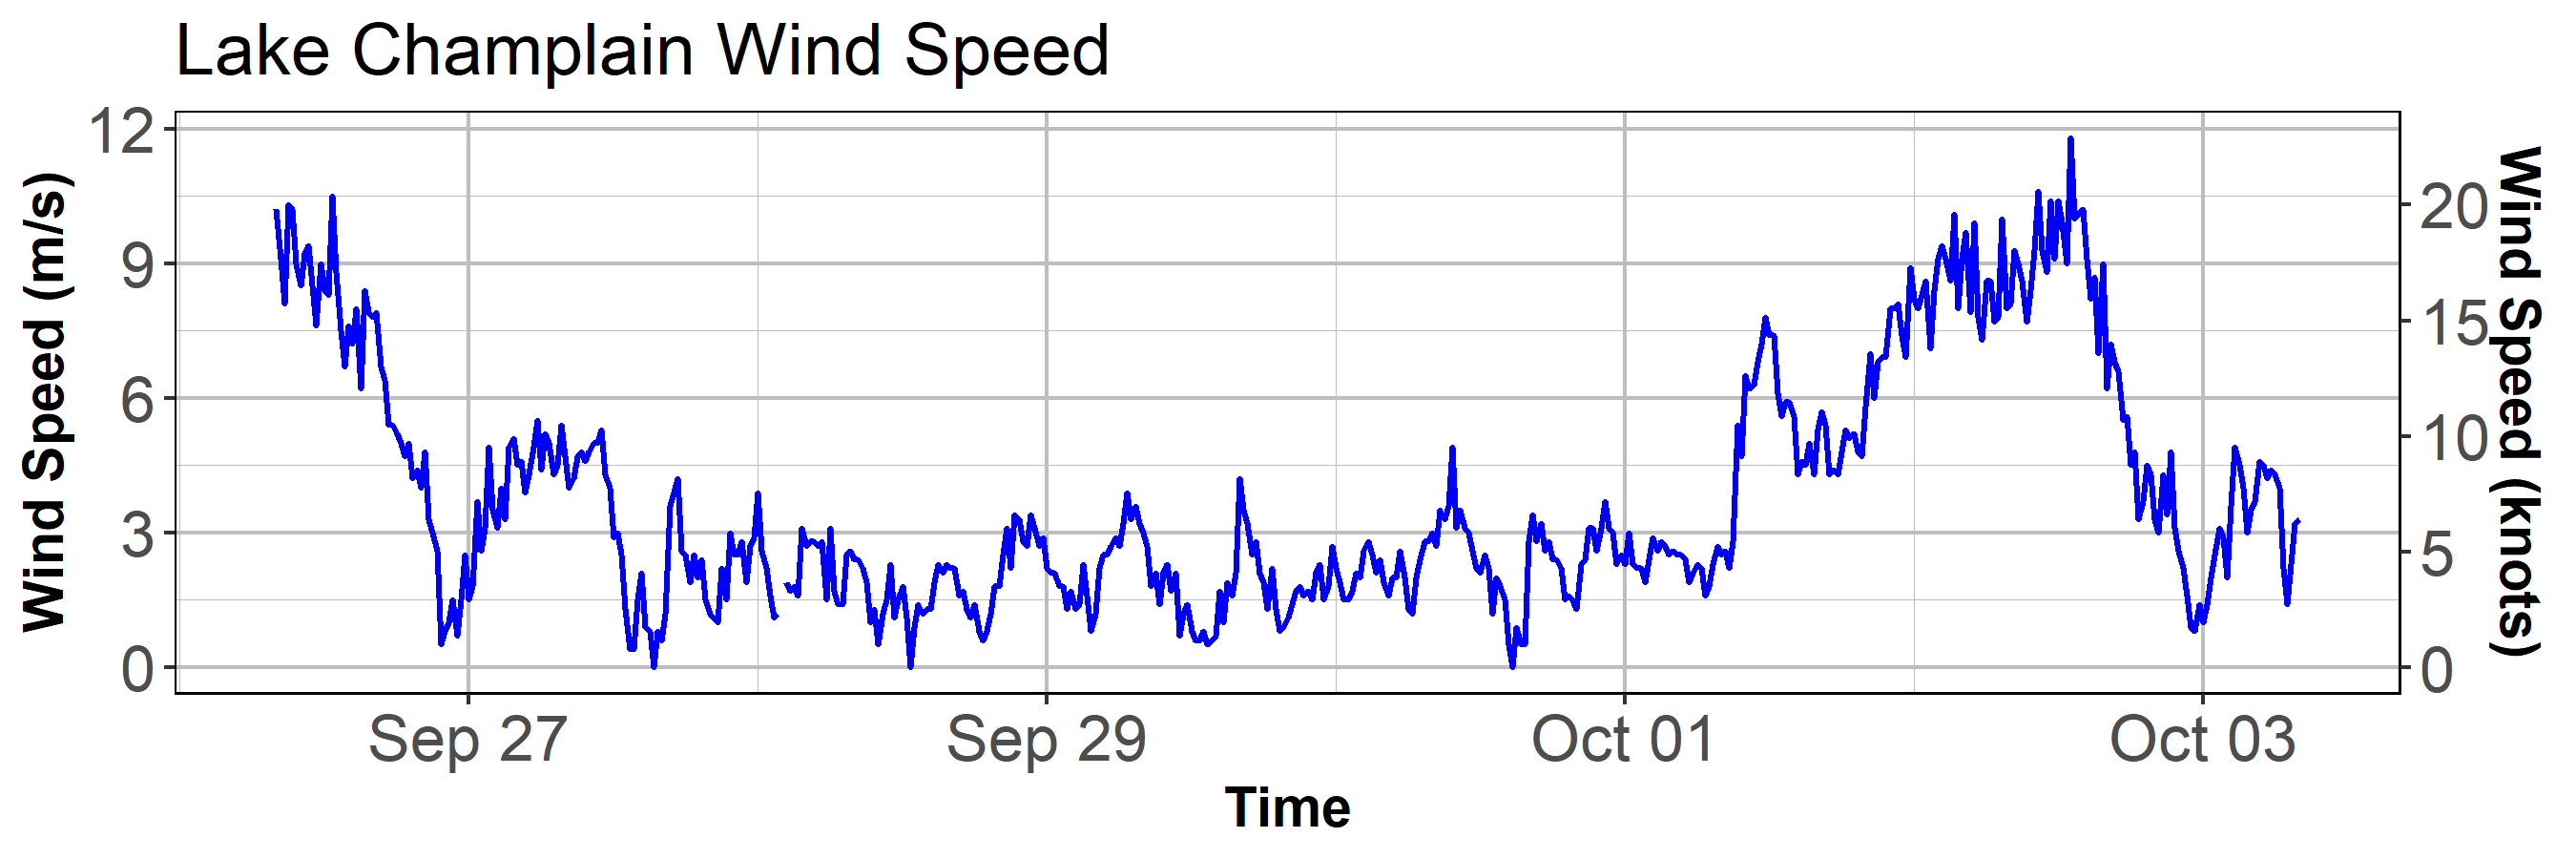 Lake Champlain Wind Speed
12
9
6
3
0
Wind Speed (m/s)
20
15
10
5
0
Wind Speed (knots)
Sep 27 Sep 29 Oct 01 Oct 03
Time